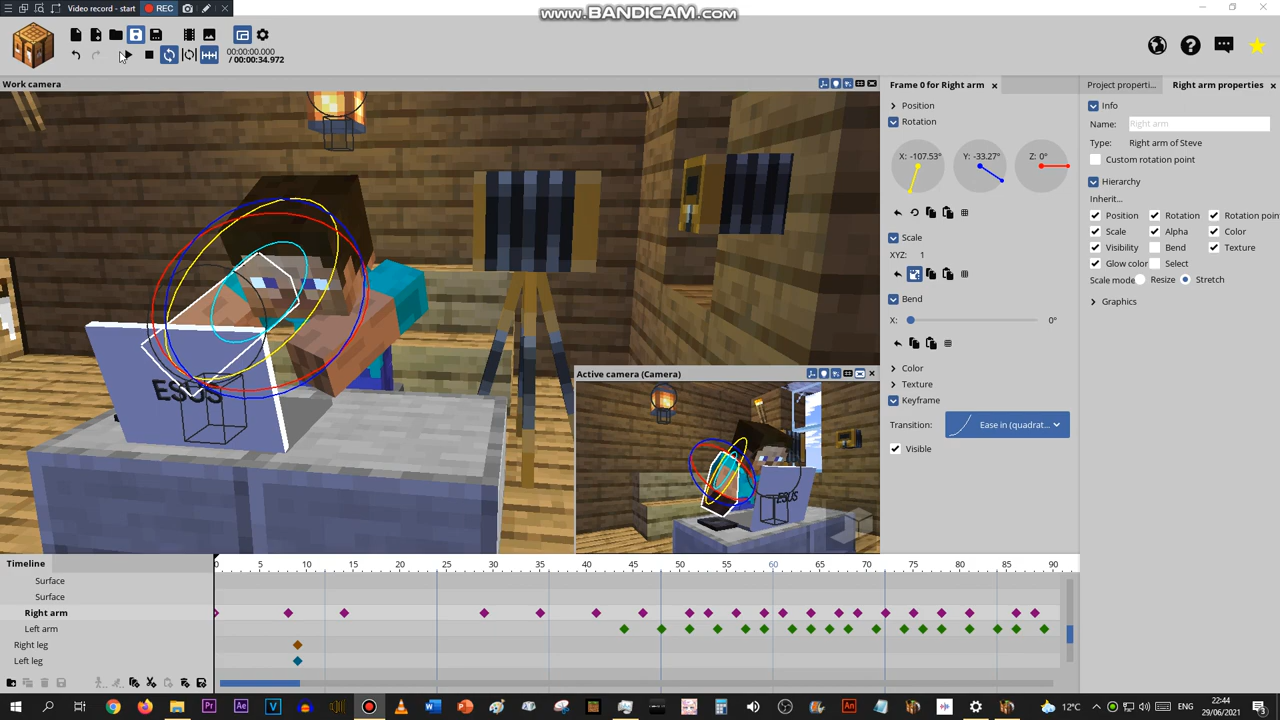 Video record - start
REC
www.BANDICAM.com
00:00:00.000
/ 00:00:34.972
Work camera
ESUS
Active camera (Camera)
ESUS
Frame 0 for Right arm
Position
Rotation
X: -107.53°
Y: -33.27°
Z: 0°
Scale
XYZ: 1
Bend
X:
0°
Color
Texture
Keyframe
Transition:
Ease in (quadrat...
Visible
Project properti...
Right arm properties
Info
Name:
Right arm
Type: Right arm of Steve
Custom rotation point
Hierarchy
Inherit...
Position
Rotation
Rotation poin
Scale
Alpha
Color
Visibility
Bend
Texture
Glow color
Select
Scale mode
Resize
Stretch
Graphics
Timeline
0 5 10 15 20 25 30 35 40 45 50 55 60 65 70 75 80 85 90
Surface
Surface
Right arm
Left arm
Right leg
Left leg
12°C
ENG
22:44
29/06/2021